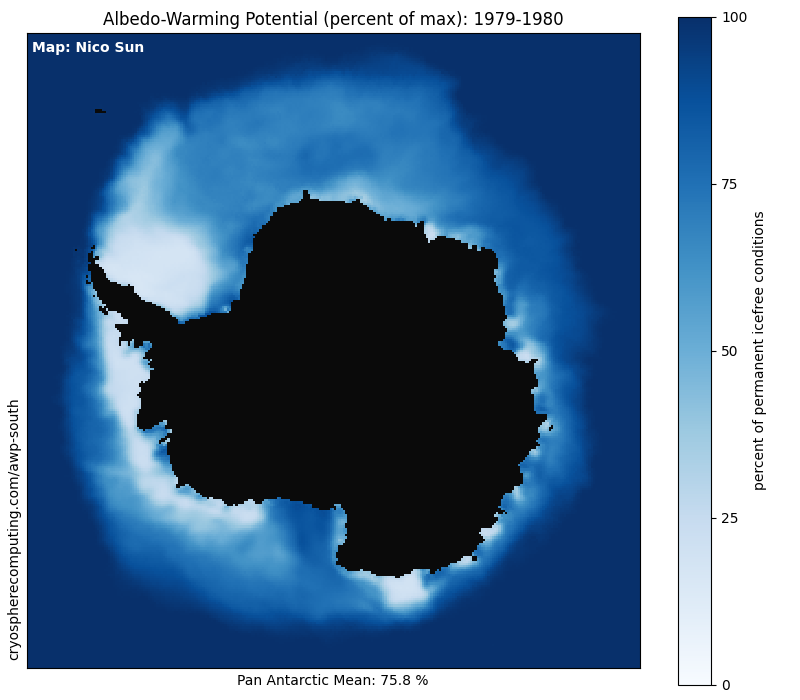 Albedo-Warming Potential (percent of max): 1979-1980
Map: Nico Sun
cryospherecomputing.com/awp-south
Pan Antarctic Mean: 75.8 %
100
75
50
25
0
percent of permanent icefree conditions